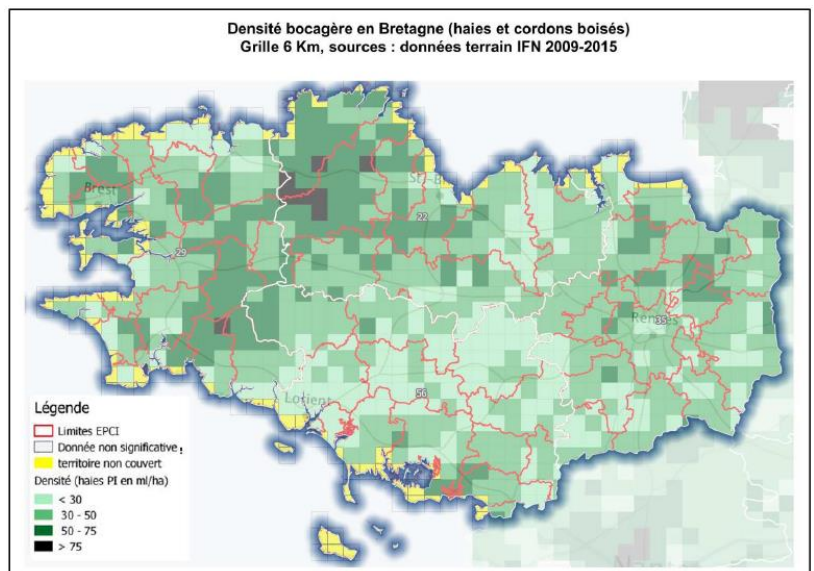 Densité bocagère en Bretagne (haies et cordons boisés)
Grille 6 Km, sources : données terrain IFN 2009-2015
Brest
22
29
35
Rennes
56
Lorient
Légende
Limites EPCI
Donnée non significative,
territoire non couvert
Densité (haies PI en ml/ha)
< 30
30 - 50
50 - 75
> 75